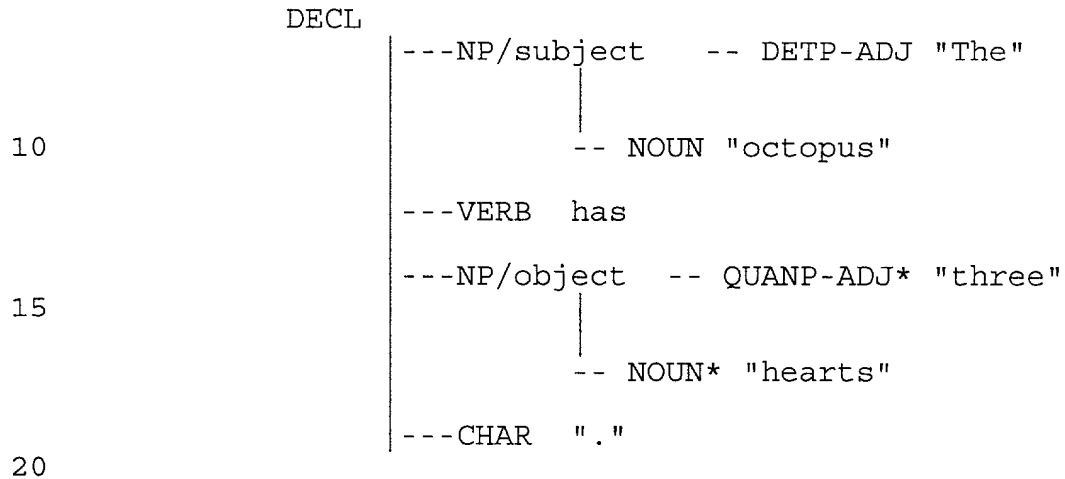 DECL
---NP/subject -- DETP-ADJ "The"
10 -- NOUN "octopus"
---VERB has
---NP/object -- QUANP-ADJ* "three"
15
-- NOUN* "hearts"
---CHAR "."
20